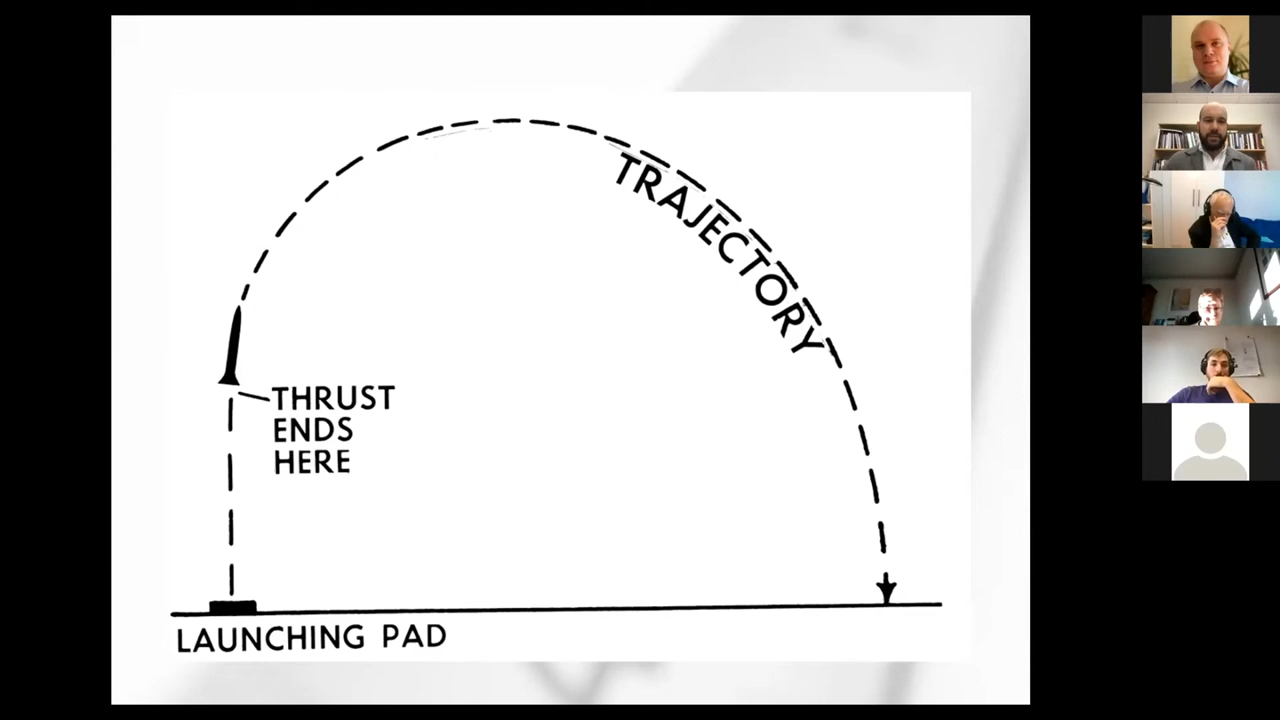 TRAJECTORY
THRUST
ENDS
HERE
LAUNCHING PAD